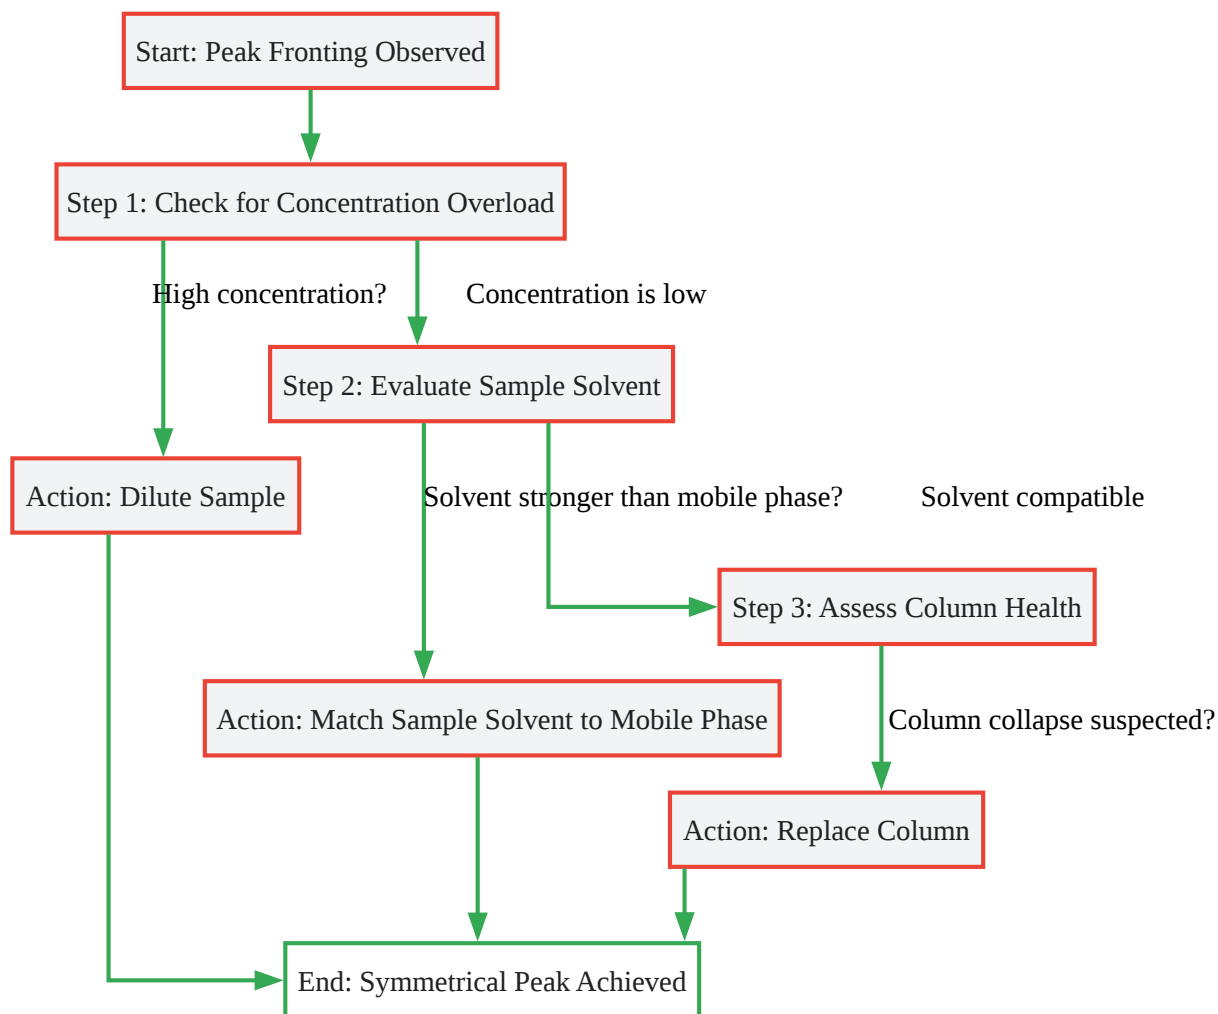 Start: Peak Fronting Observed
Step 1: Check for Concentration Overload
High concentration?
Concentration is low
Step 2: Evaluate Sample Solvent
Action: Dilute Sample
Solvent stronger than mobile phase?
Solvent compatible
Step 3: Assess Column Health
Action: Match Sample Solvent to Mobile Phase
Column collapse suspected?
Action: Replace Column
End: Symmetrical Peak Achieved